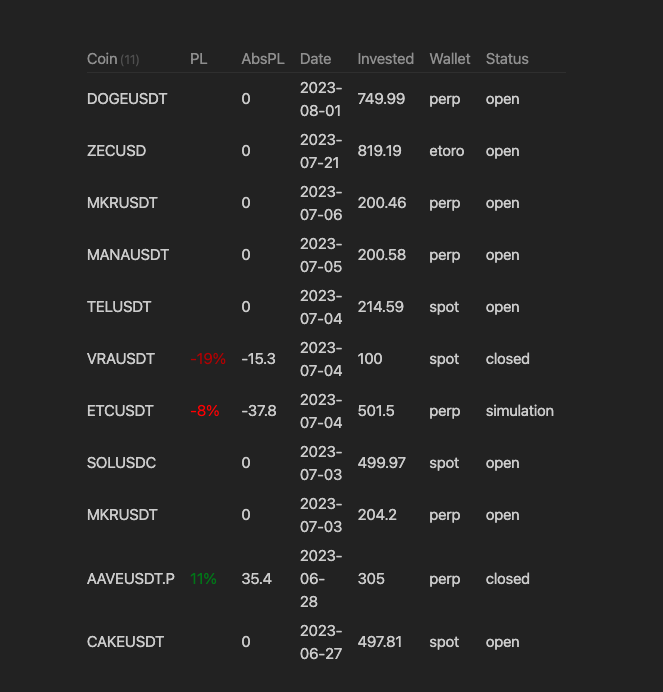 Coin (11) PL AbsPL Date Invested Wallet Status
DOGEUSDT 0 2023-08-01 749.99 perp open
ZECUSD 0 2023-07-21 819.19 etoro open
MKRUSDT 0 2023-07-06 200.46 perp open
MANAUSDT 0 2023-07-05 200.58 perp open
TELUSDT 0 2023-07-04 214.59 spot open
VRAUSDT -19% -15.3 2023-07-04 100 spot closed
ETCUSDT -8% -37.8 2023-07-04 501.5 perp simulation
SOLUSDC 0 2023-07-03 499.97 spot open
MKRUSDT 0 2023-07-03 204.2 perp open
AAVEUSDT.P 11% 35.4 2023-06-28 305 perp closed
CAKEUSDT 0 2023-06-27 497.81 spot open